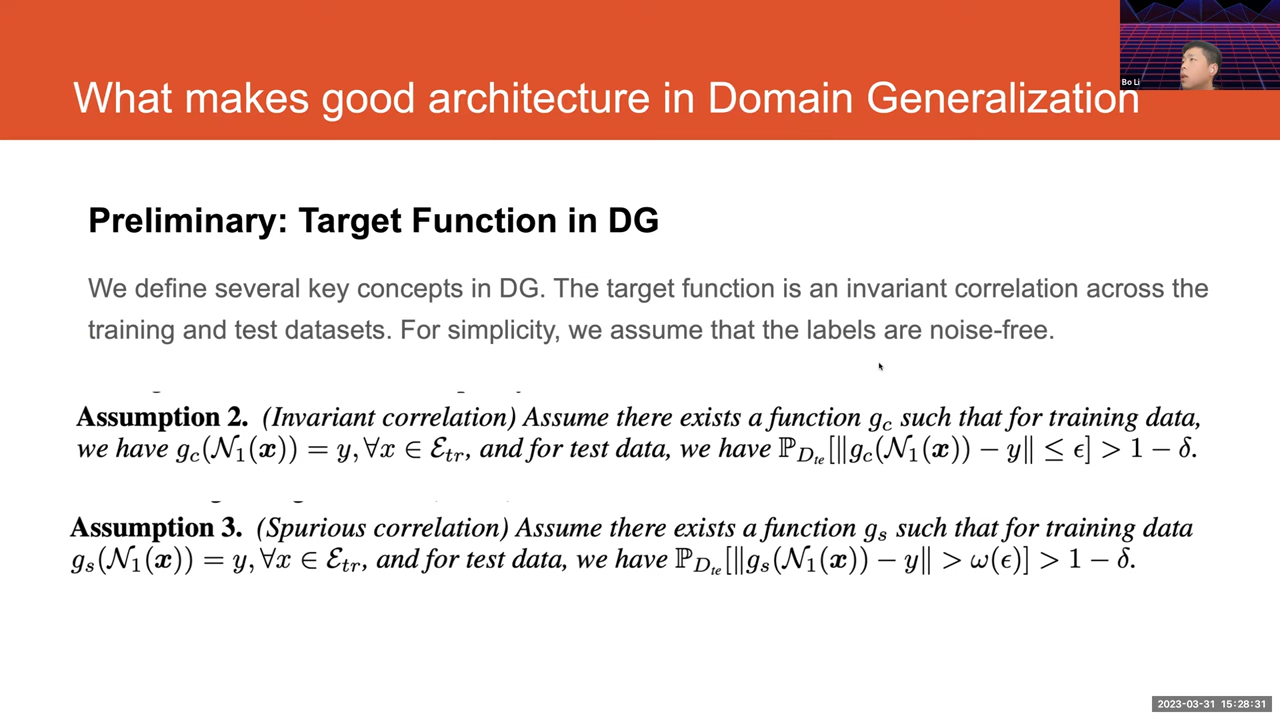 What makes good architecture in Domain Generalization
Bo Li
Preliminary: Target Function in DG
We define several key concepts in DG. The target function is an invariant correlation across the
training and test datasets. For simplicity, we assume that the labels are noise-free.
Assumption 2. (Invariant correlation) Assume there exists a function g_c such that for training data,
we have g_c(𝒩₁(𝒙)) = y, ∀x ∈ ℰ_tr, and for test data, we have ℙ_{D_te}[‖g_c(𝒩₁(𝒙)) − y‖ ≤ ϵ] > 1 − δ.
Assumption 3. (Spurious correlation) Assume there exists a function g_s such that for training data
g_s(𝒩₁(𝒙)) = y, ∀x ∈ ℰ_tr, and for test data, we have ℙ_{D_te}[‖g_s(𝒩₁(𝒙)) − y‖ > ω(ϵ)] > 1 − δ.
2023-03-31 15:28:31